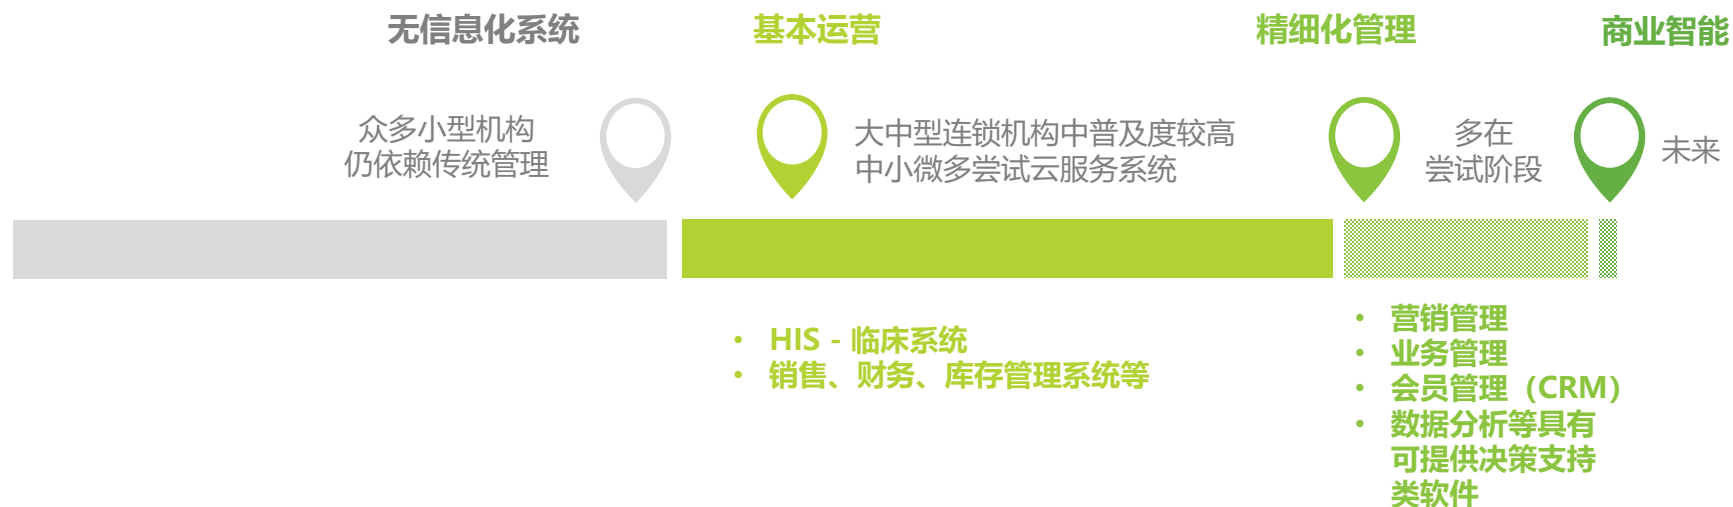 无信息化系统
基本运营
精细化管理
商业智能
众多小型机构
仍依赖传统管理
大中型连锁机构中普及度较高
中小微多尝试云服务系统
多在
尝试阶段
未来
• HIS - 临床系统
• 销售、财务、库存管理系统等
• 营销管理
• 业务管理
• 会员管理（CRM）
• 数据分析等具有
可提供决策支持
类软件